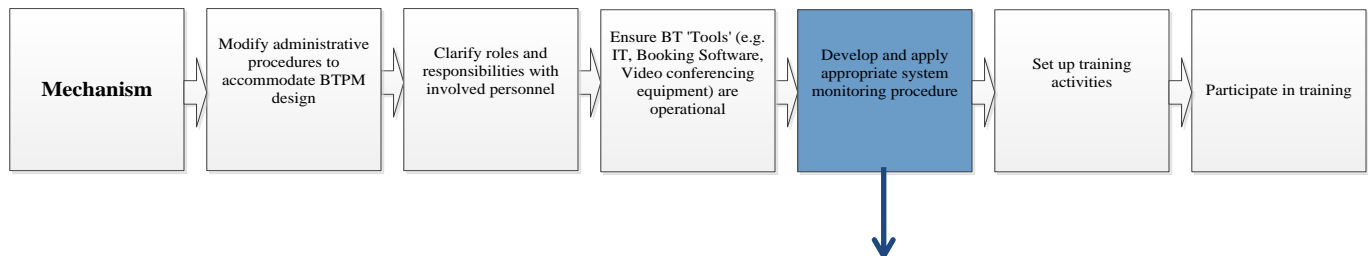 Mechanism
Modify administrative
procedures to
accommodate BTPM
design
Clarify roles and
responsibilities with
involved personnel
Ensure BT 'Tools' (e.g.
IT, Booking Software,
Video conferencing
equipment) are
operational
Develop and apply
appropriate system
monitoring procedure
Set up training
activities
Participate in training